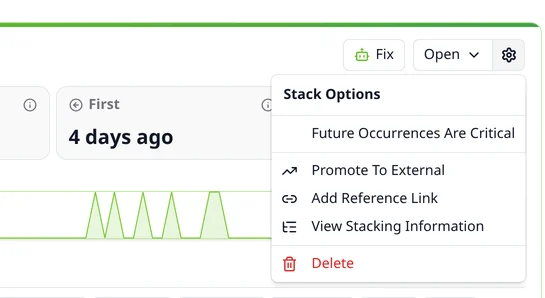 Fix
Open
First
4 days ago
Stack Options
Future Occurrences Are Critical
Promote To External
Add Reference Link
View Stacking Information
Delete